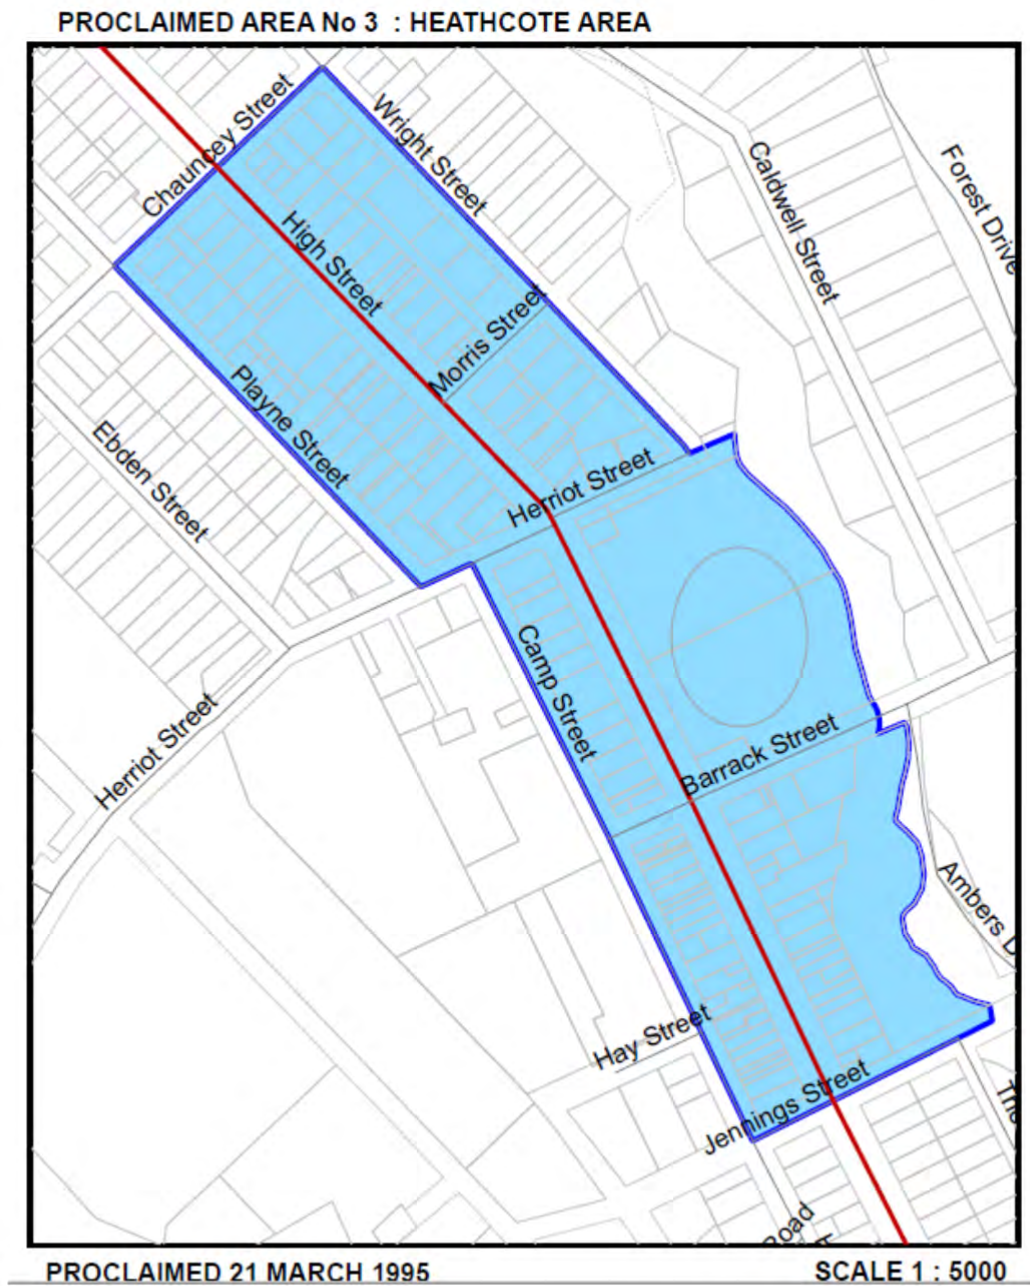 PROCLAIMED AREA No 3 : HEATHCOTE AREA
Chauncey Street
Wright Street
Caldwell Street
Forest Drive
High Street
Morris Street
Playne Street
Ebden Street
Herriot Street
Camp Street
Herriot Street
Barrack Street
Ambers D
Hay Street
Jennings Street
Road
PROCLAIMED 21 MARCH 1995
SCALE 1 : 5000